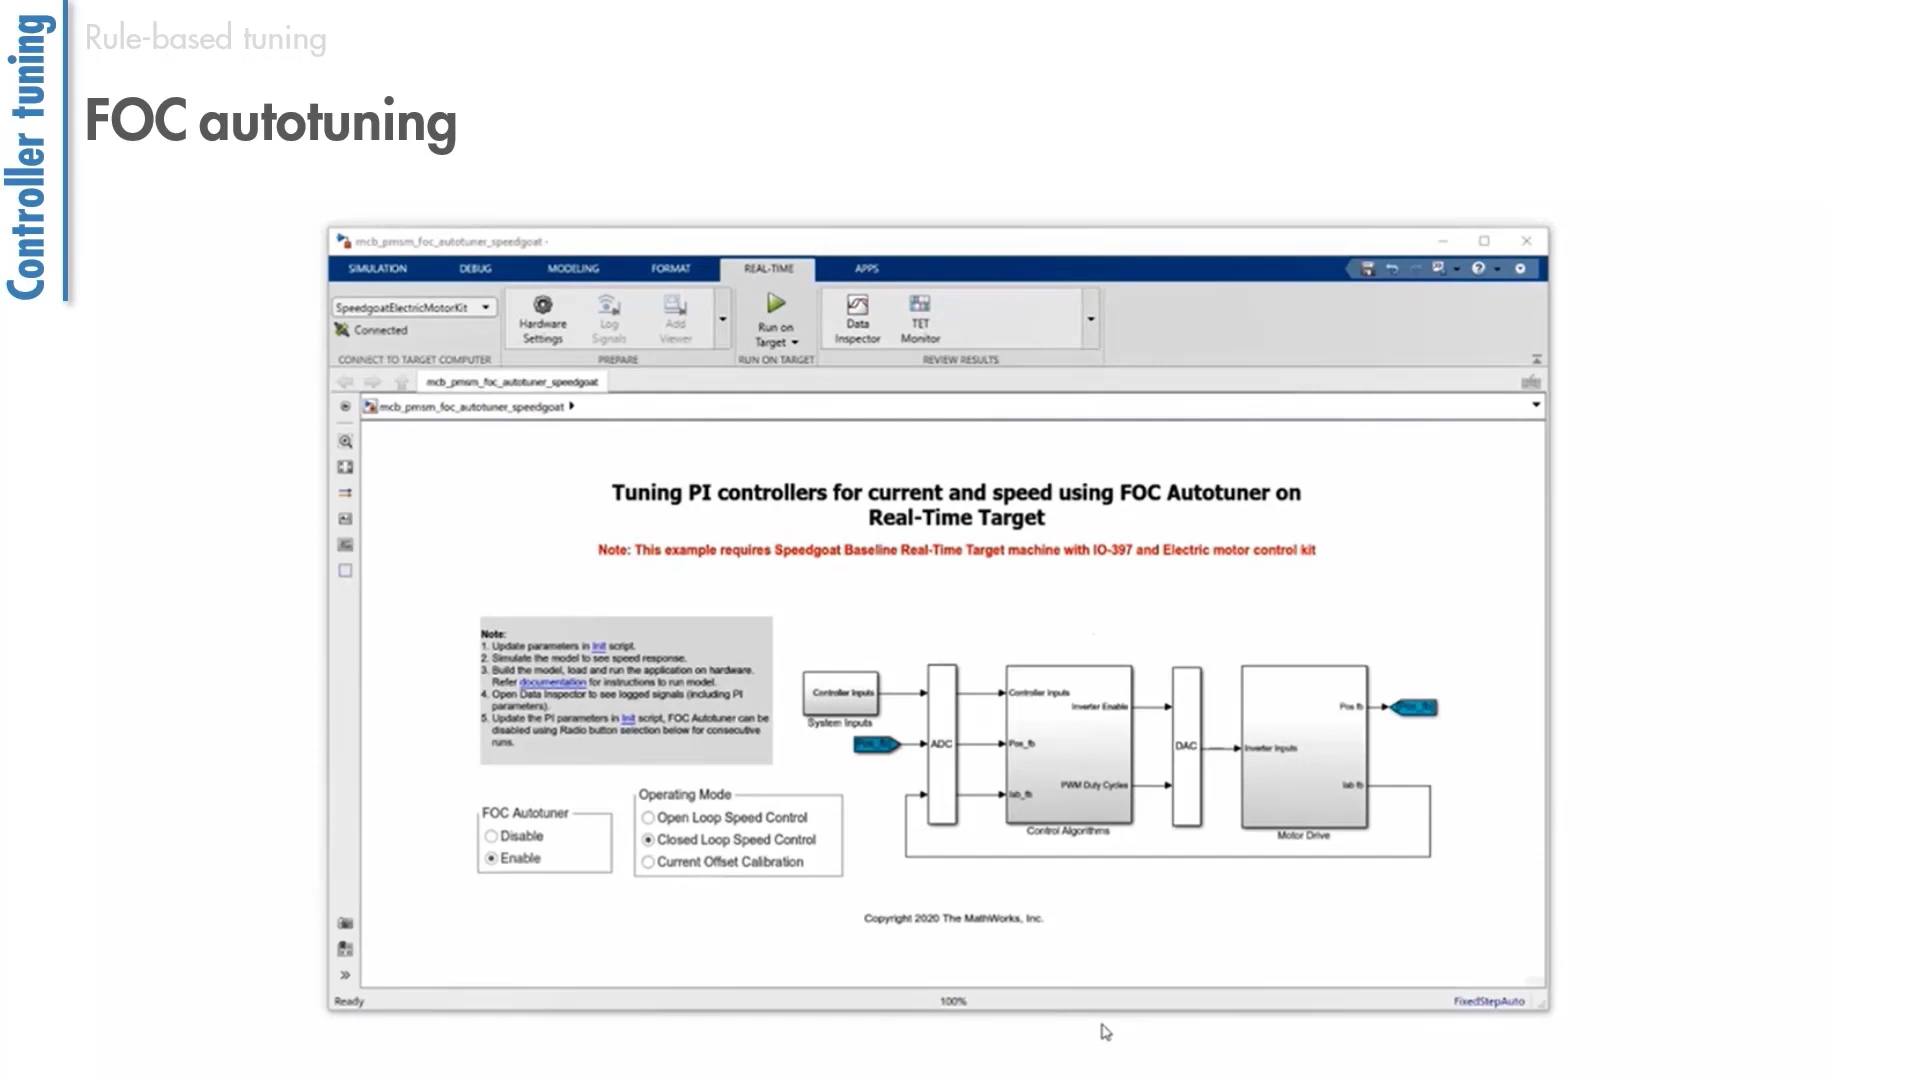 Controller tuning
Rule-based tuning
FOC autotuning
mcb_pmsm_foc_autotuner_speedgoat -
SIMULATION DEBUG MODELING FORMAT REAL-TIME APPS
SpeedgoatElectricMotorKit
Connected
Hardware Settings
Log Signals
Add Viewer
Run on Target
Data Inspector
TET Monitor
CONNECT TO TARGET COMPUTER PREPARE RUN ON TARGET REVIEW RESULTS
mcb_pmsm_foc_autotuner_speedgoat
mcb_pmsm_foc_autotuner_speedgoat
Tuning PI controllers for current and speed using FOC Autotuner on
Real-Time Target
Note: This example requires Speedgoat Baseline Real-Time Target machine with IO-397 and Electric motor control kit
Note:
1. Update parameters in init script.
2. Simulate the model to see speed response.
3. Build the model, load and run the application on hardware.
Refer documentation for instructions to run model.
4. Open Data Inspector to see logged signals (including PI
parameters).
5. Update the PI parameters in init script, FOC Autotuner can be
disabled using Radio button selection below for consecutive
runs.
FOC Autotuner
Disable
Enable
Operating Mode
Open Loop Speed Control
Closed Loop Speed Control
Current Offset Calibration
Controller Inputs
System Inputs
ADC
Controller Inputs
Inverter Enable
Pos_fb
PWM Duty Cycles
Iab_fb
Control Algorithms
DAC
Pos fb
Inverter Inputs
Iab fb
Motor Drive
Copyright 2020 The MathWorks, Inc.
Ready 100% FixedStepAuto